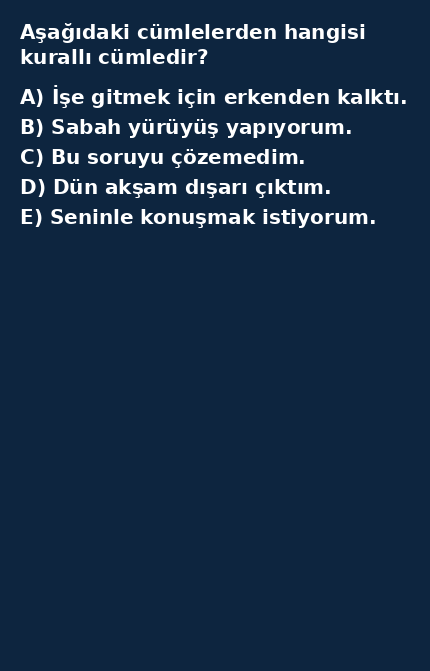 Aşağıdaki cümlelerden hangisi
kurallı cümledir?
A) İşe gitmek için erkenden kalktı.
B) Sabah yürüyüş yapıyorum.
C) Bu soruyu çözemedim.
D) Dün akşam dışarı çıktım.
E) Seninle konuşmak istiyorum.